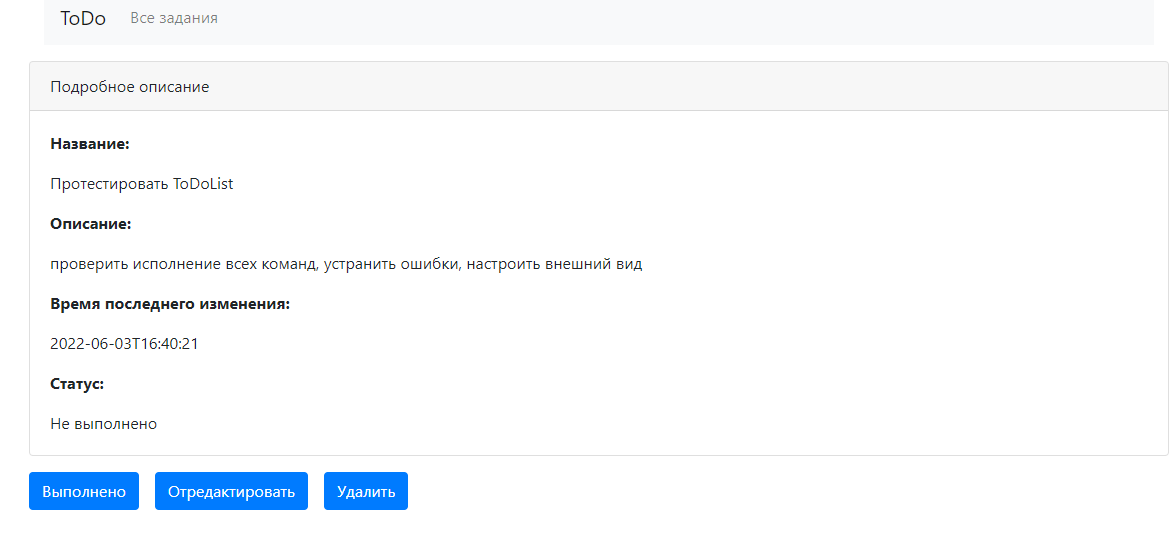 ToDo Все задания
Подробное описание
Название:
Протестировать ToDoList
Описание:
проверить исполнение всех команд, устранить ошибки, настроить внешний вид
Время последнего изменения:
2022-06-03T16:40:21
Статус:
Не выполнено
Выполнено Отредактировать Удалить